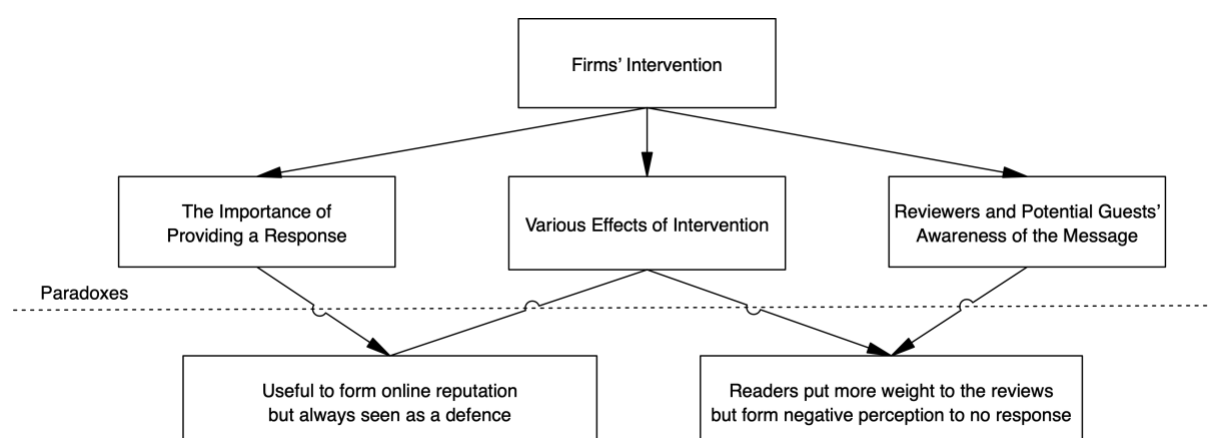 Firms’ Intervention
The Importance of
Providing a Response
Various Effects of Intervention
Reviewers and Potential Guests’
Awareness of the Message
Paradoxes
Useful to form online reputation
but always seen as a defence
Readers put more weight to the reviews
but form negative perception to no response